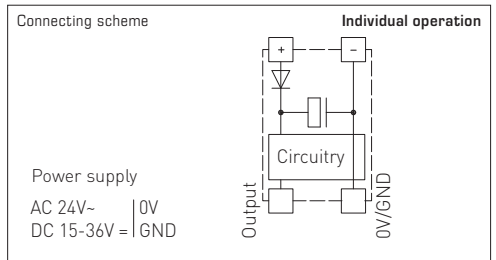 Connecting scheme
Individual operation
+
−
Circuitry
Power supply
AC 24V~ | 0V
DC 15-36V = | GND
Output
0V/GND